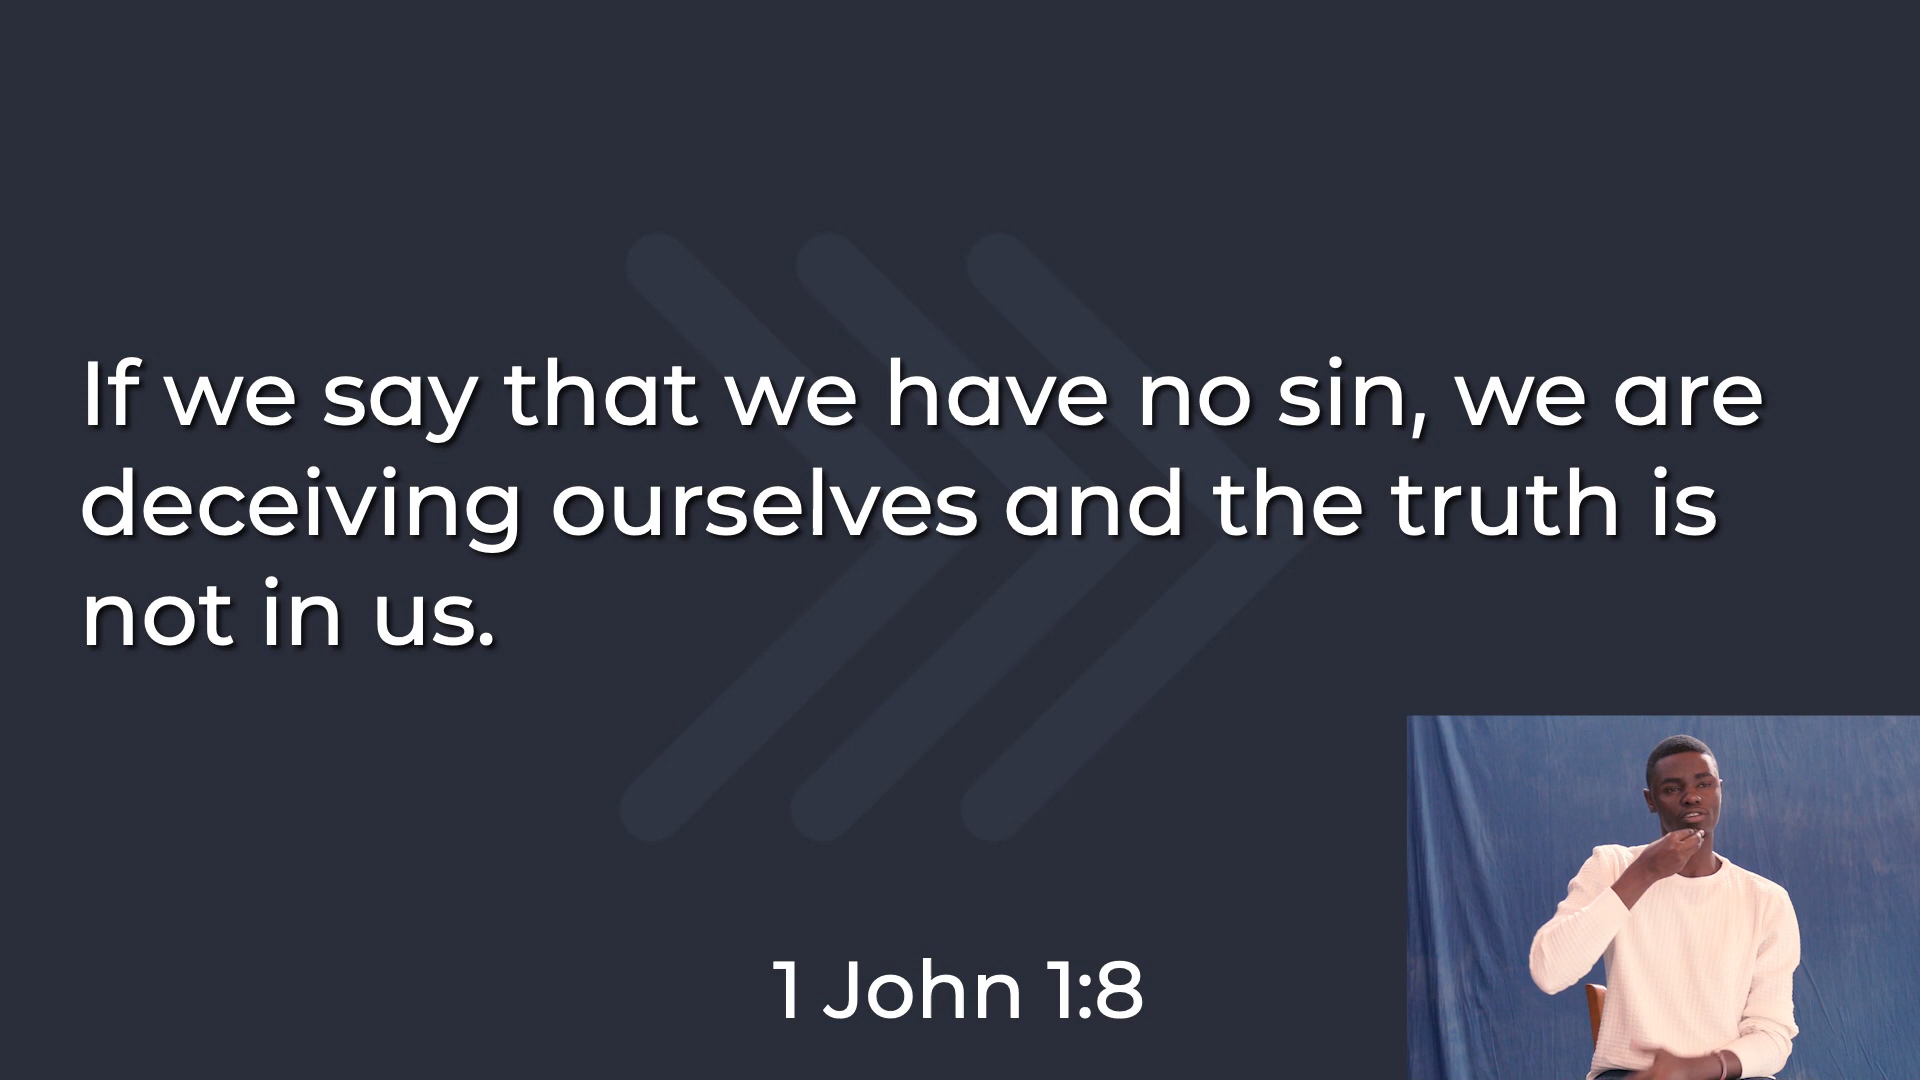 If we say that we have no sin, we are
deceiving ourselves and the truth is
not in us.
1 John 1:8